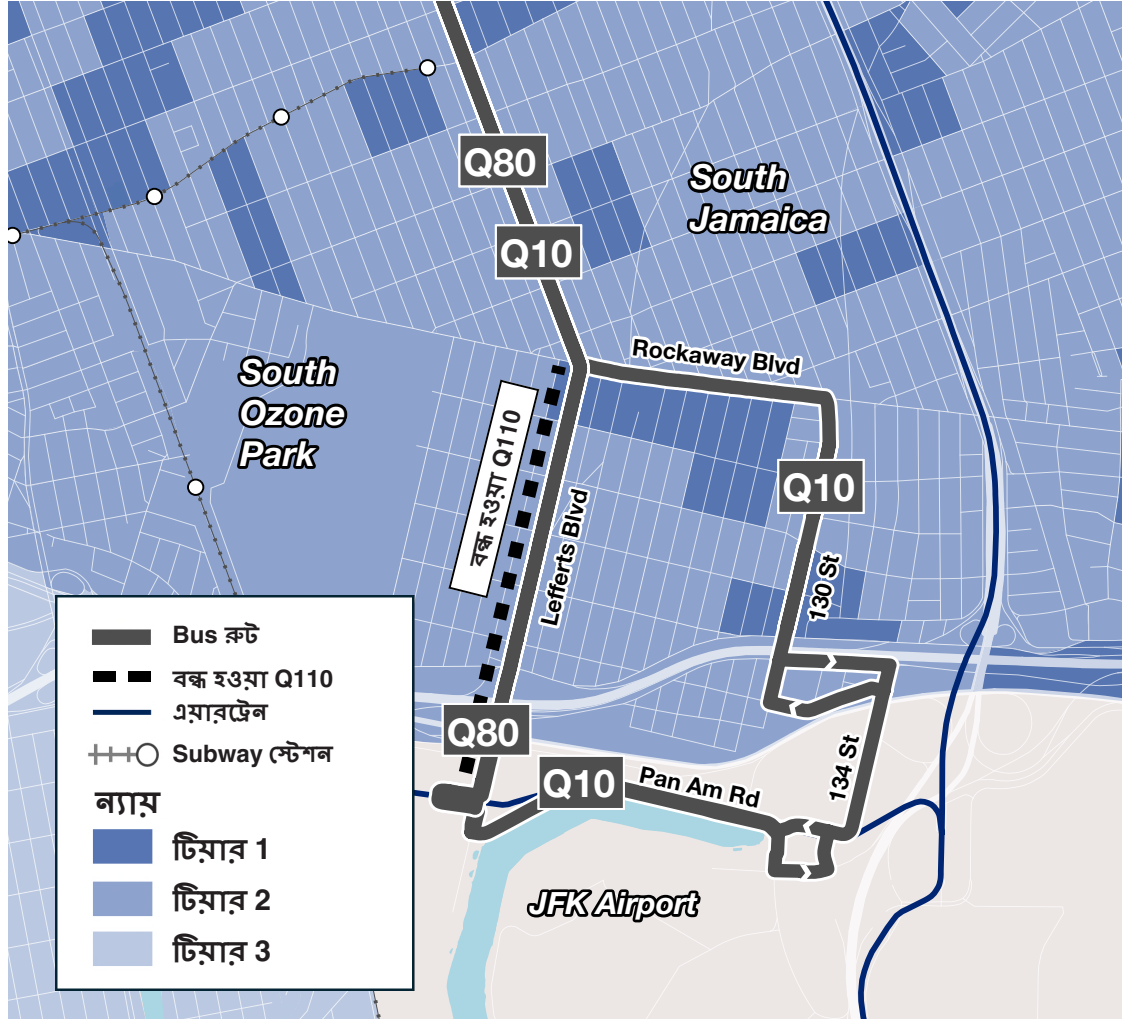 Q80
South
Jamaica
Q10
Rockaway Blvd
South
Ozone
Park
বন্ধ হওয়া Q110
Q10
Lefferts Blvd
130 St
Bus রুট
বন্ধ হওয়া Q110
এয়ারট্রেন
Subway স্টেশন
ন্যায়
টিয়ার 1
টিয়ার 2
টিয়ার 3
Q80
Q10
Pan Am Rd
134 St
JFK Airport